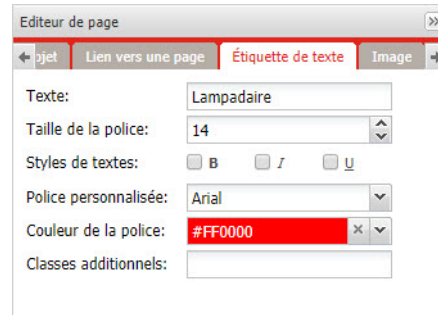 Editeur de page
ojet Lien vers une page Étiquette de texte Image
Texte: Lampadaire
Taille de la police: 14
Styles de textes: B I U
Police personnalisée: Arial
Couleur de la police: #FF0000
Classes additionnels: